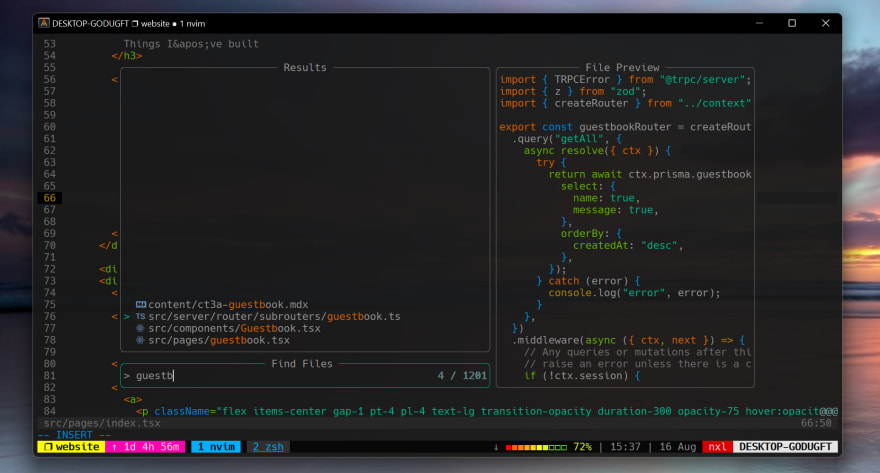 DESKTOP-GODUGFT ❐ website ● 1 nvim
53 Things I&apos;ve built
54 </h3>
55
56 <
57
58
59
60
61
62
63
64
65
66
67
68
69 <
70 </d
71
72 <di
73 <di
74 <
75
76 <
77
78
79
80 <
81
82 <
83 <a>
84 <p className="flex items-center gap-1 pt-4 pl-4 text-lg transition-opacity duration-300 opacity-75 hover:opacit@@@
Results
content/ct3a-guestbook.mdx
> TS src/server/router/subrouters/guestbook.ts
src/components/Guestbook.tsx
src/pages/guestbook.tsx
Find Files
> guestb 4 / 1201
File Preview
import { TRPCError } from "@trpc/server";
import { z } from "zod";
import { createRouter } from "../context"
export const guestbookRouter = createRout
.query("getAll", {
async resolve({ ctx }) {
try {
return await ctx.prisma.guestbook
select: {
name: true,
message: true,
},
orderBy: {
createdAt: "desc",
},
});
} catch (error) {
console.log("error", error);
}
},
})
.middleware(async ({ ctx, next }) => {
// Any queries or mutations after thi
// raise an error unless there is a c
if (!ctx.session) {
src/pages/index.tsx 66:50
-- INSERT --
❐ website ↑ 1d 4h 56m 1 nvim 2 zsh ↓ 72% | 15:37 | 16 Aug nxl DESKTOP-GODUGFT